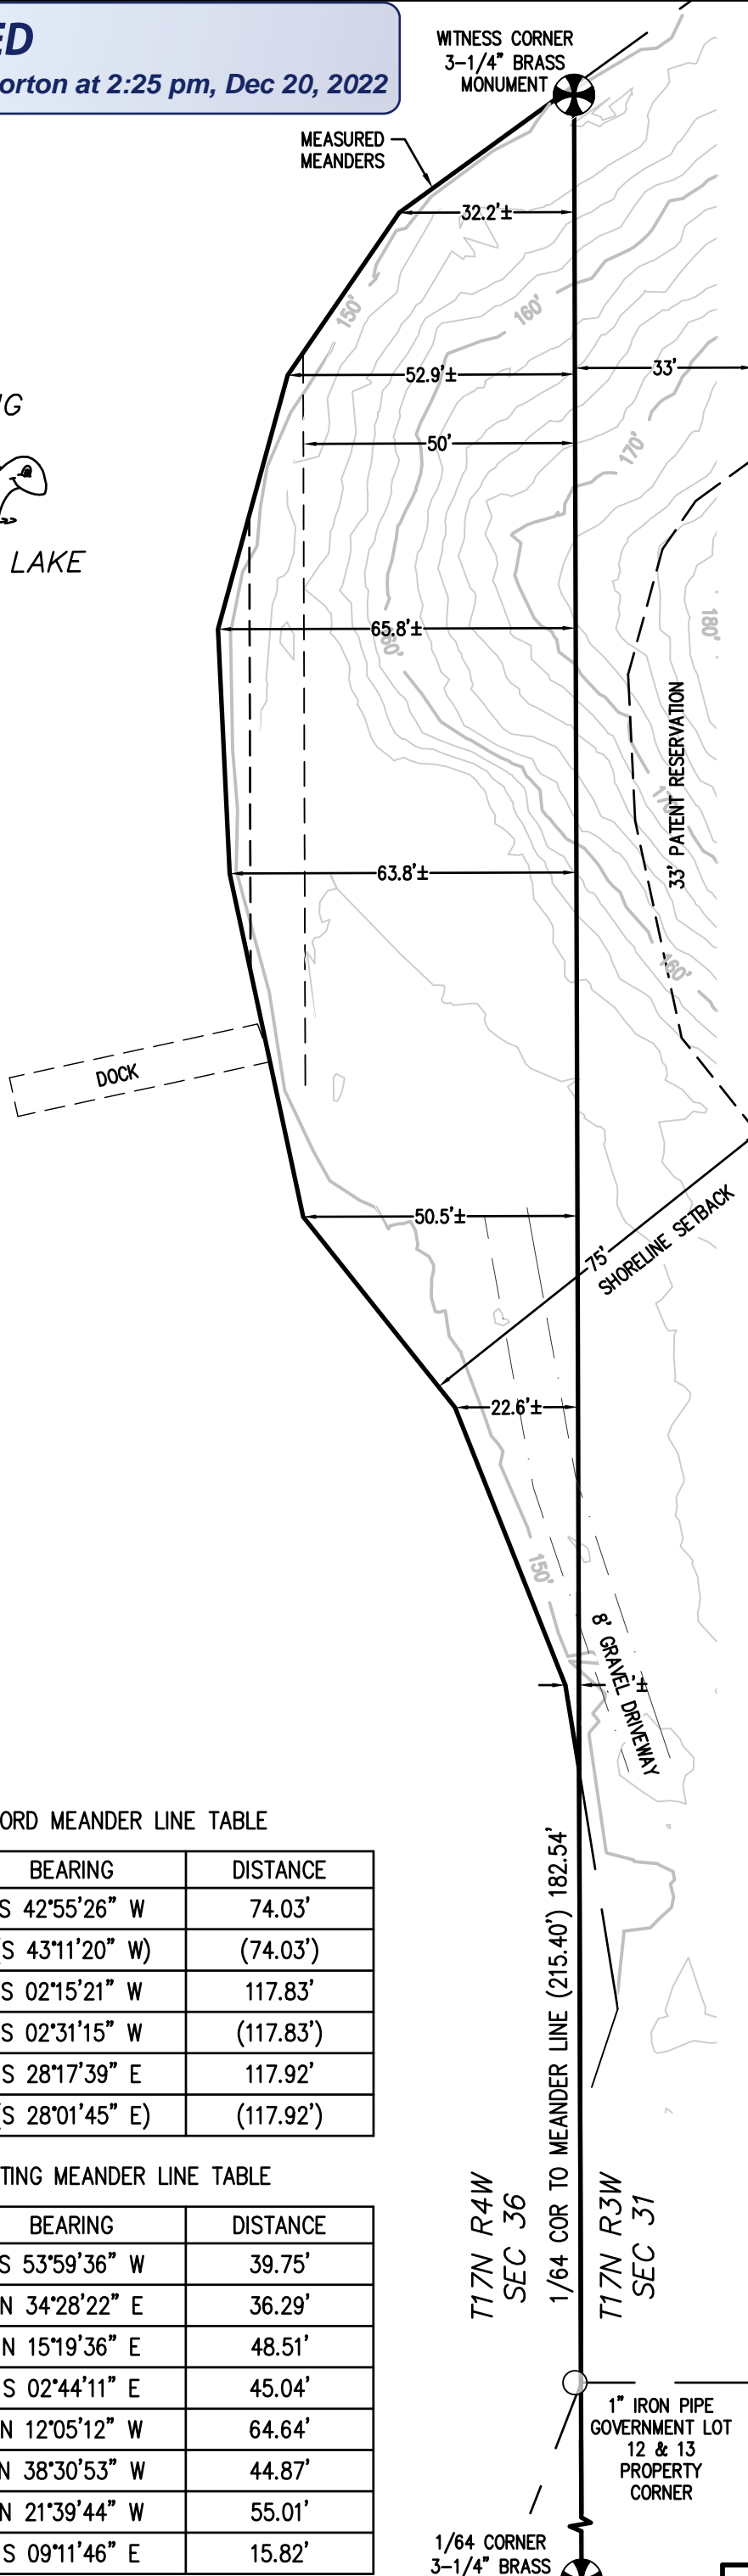 ED
orton at 2:25 pm, Dec 20, 2022
WITNESS CORNER
3-1/4" BRASS
MONUMENT
MEASURED
MEANDERS
32.2'±
150'
160'
52.9'±
33'
NG
50'
170'
LAKE
180'
65.8'±
60'
33' PATENT RESERVATION
170'
63.8'±
160'
DOCK
50.5'±
75'
SHORELINE SETBACK
22.6'±
150'
8' GRAVEL DRIVEWAY
'±
ORD MEANDER LINE TABLE
BEARING DISTANCE
S 42°55'26" W 74.03'
(S 43°11'20" W) (74.03')
S 02°15'21" W 117.83'
S 02°31'15" W (117.83')
S 28°17'39" E 117.92'
(S 28°01'45" E) (117.92')
TING MEANDER LINE TABLE
BEARING DISTANCE
S 53°59'36" W 39.75'
N 34°28'22" E 36.29'
N 15°19'36" E 48.51'
S 02°44'11" E 45.04'
N 12°05'12" W 64.64'
N 38°30'53" W 44.87'
N 21°39'44" W 55.01'
S 09°11'46" E 15.82'
1/64 COR TO MEANDER LINE (215.40') 182.54'
T17N R4W
SEC 36
T17N R3W
SEC 31
1" IRON PIPE
GOVERNMENT LOT
12 & 13
PROPERTY
CORNER
1/64 CORNER
3-1/4" BRASS